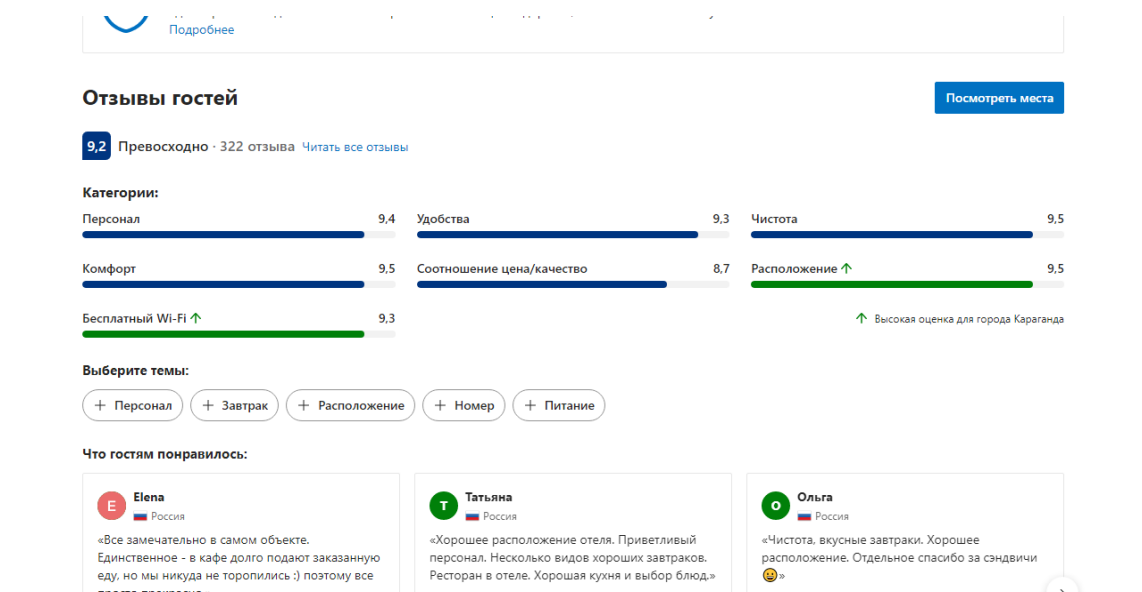 Подробнее
Отзывы гостей
Посмотреть места
9,2 Превосходно · 322 отзыва Читать все отзывы
Категории:
Персонал 9,4
Удобства 9,3
Чистота 9,5
Комфорт 9,5
Соотношение цена/качество 8,7
Расположение ↑ 9,5
Бесплатный Wi-Fi ↑ 9,3
↑ Высокая оценка для города Караганда
Выберите темы:
+ Персонал + Завтрак + Расположение + Номер + Питание
Что гостям понравилось:
E Elena
Россия
«Все замечательно в самом объекте.
Единственное - в кафе долго подают заказанную
еду, но мы никуда не торопились :) поэтому все
Т Татьяна
Россия
«Хорошее расположение отеля. Приветливый
персонал. Несколько видов хороших завтраков.
Ресторан в отеле. Хорошая кухня и выбор блюд.»
О Ольга
Россия
«Чистота, вкусные завтраки. Хорошее
расположение. Отдельное спасибо за сэндвичи
😀»